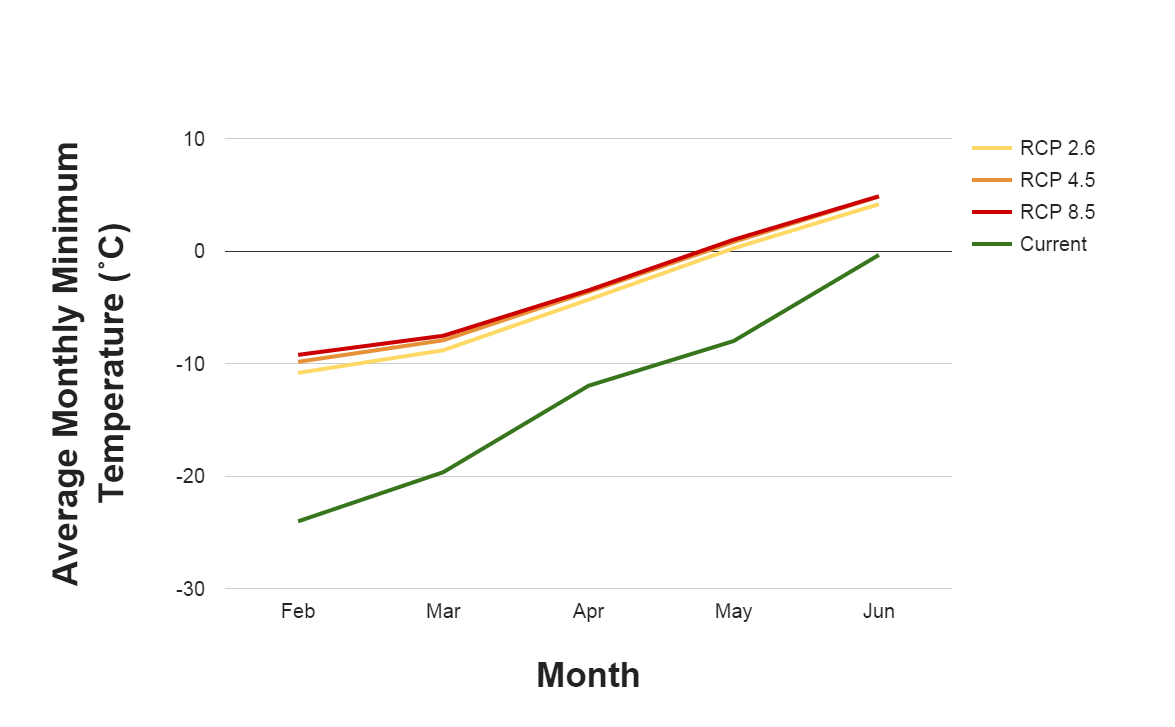 Average Monthly Minimum
Temperature (˚C)
10
0
-10
-20
-30
Feb
Mar
Apr
May
Jun
Month
RCP 2.6
RCP 4.5
RCP 8.5
Current